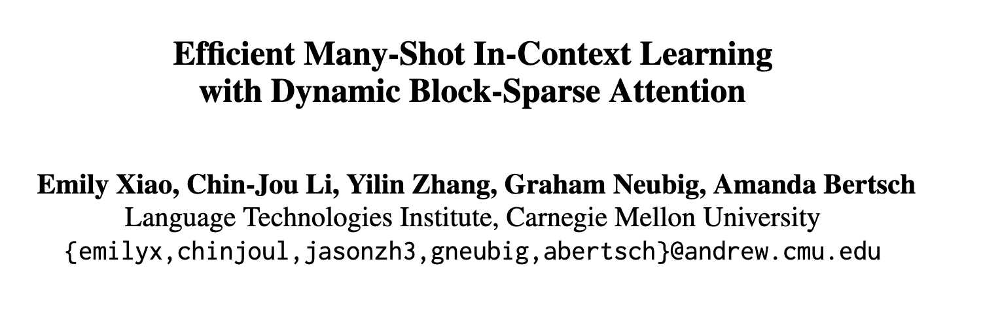 Efficient Many-Shot In-Context Learning
with Dynamic Block-Sparse Attention
Emily Xiao, Chin-Jou Li, Yilin Zhang, Graham Neubig, Amanda Bertsch
Language Technologies Institute, Carnegie Mellon University
{emilyx,chinjoul,jasonzh3,gneubig,abertsch}@andrew.cmu.edu